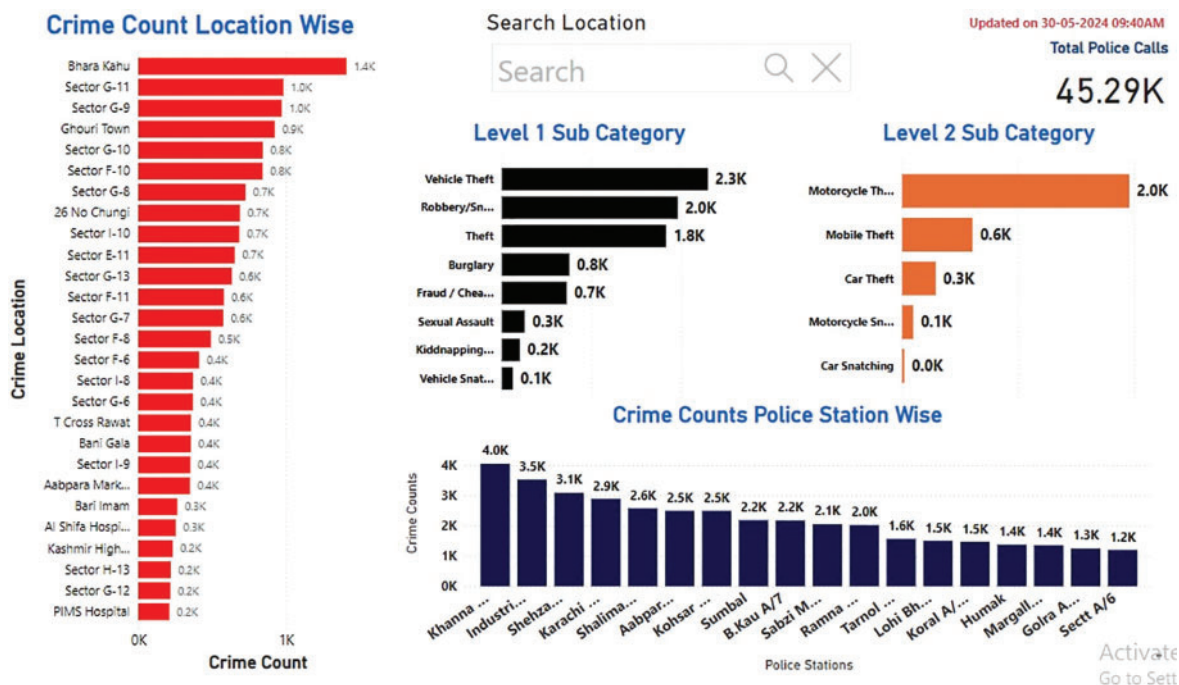 Crime Count Location Wise
Crime Location
Bhara Kahu 1.4K
Sector G-11 1.0K
Sector G-9 1.0K
Ghouri Town 0.9K
Sector G-10 0.8K
Sector F-10 0.8K
Sector G-8 0.7K
26 No Chungi 0.7K
Sector I-10 0.7K
Sector E-11 0.7K
Sector G-13 0.6K
Sector F-11 0.6K
Sector G-7 0.6K
Sector F-8 0.5K
Sector F-6 0.4K
Sector I-8 0.4K
Sector G-6 0.4K
T Cross Rawat 0.4K
Bani Gala 0.4K
Sector I-9 0.4K
Aabpara Mark... 0.4K
Bari Imam 0.3K
Al Shifa Hospi... 0.3K
Kashmir High... 0.2K
Sector H-13 0.2K
Sector G-12 0.2K
PIMS Hospital 0.2K
0K 1K
Crime Count
Search Location
Search
Updated on 30-05-2024 09:40AM
Total Police Calls
45.29K
Level 1 Sub Category
Vehicle Theft 2.3K
Robbery/Sn... 2.0K
Theft 1.8K
Burglary 0.8K
Fraud / Chea... 0.7K
Sexual Assault 0.3K
Kiddnapping... 0.2K
Vehicle Snat... 0.1K
Level 2 Sub Category
Motorcycle Th... 2.0K
Mobile Theft 0.6K
Car Theft 0.3K
Motorcycle Sn... 0.1K
Car Snatching 0.0K
Crime Counts Police Station Wise
Crime Counts
4K
3K
2K
1K
0K
4.0K 3.5K 3.1K 2.9K 2.6K 2.5K 2.5K 2.2K 2.2K 2.1K 2.0K 1.6K 1.5K 1.5K 1.4K 1.4K 1.3K 1.2K
Khanna ... Industri... Shehza... Karachi ... Shalima... Aabpar... Kohsar ... Sumbal B.Kau A/7 Sabzi M... Ramna ... Tarnol ... Lohi Bh... Koral A/... Humak Margall... Golra A... Sectt A/6
Police Stations
Activate
Go to Sett